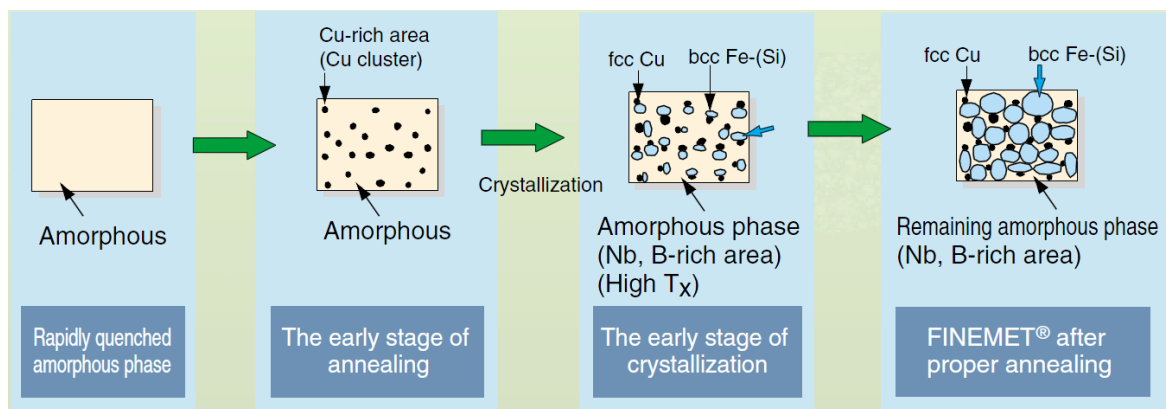 Amorphous
Rapidly quenched
amorphous phase
Cu-rich area
(Cu cluster)
Amorphous
The early stage of
annealing
Crystallization
fcc Cu
bcc Fe-(Si)
Amorphous phase
(Nb, B-rich area)
(High Tx)
The early stage of
crystallization
fcc Cu
bcc Fe-(Si)
Remaining amorphous phase
(Nb, B-rich area)
FINEMET® after
proper annealing